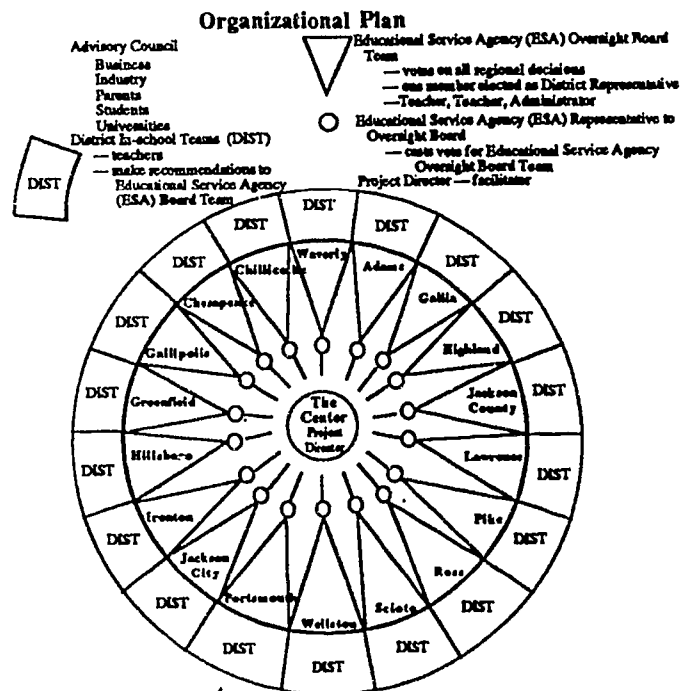 Organizational Plan
Advisory Council
Business
Industry
Parents
Students
Universities
District In-school Teams (DIST)
— teachers
— make recommendations to
Educational Service Agency
(ESA) Board Team
DIST
Educational Service Agency (ESA) Oversight Board
Team
— votes on all regional decisions
— one member elected as District Representative
—Teacher, Teacher, Administrator
Educational Service Agency (ESA) Representative to
Oversight Board
— casts vote for Educational Service Agency
Oversight Board Team
Project Director — facilitator
DIST
Waverly
DIST
Adams
DIST
Gallia
DIST
Highland
DIST
Jackson
County
DIST
Lawrence
DIST
Pike
DIST
Ross
DIST
Scioto
DIST
Wellston
DIST
Portsmouth
DIST
Jackson
City
DIST
Ironton
DIST
Hillsboro
DIST
Greenfield
DIST
Gallipolis
DIST
Chesapeake
DIST
Chillicothe
The
Center
Project
Director